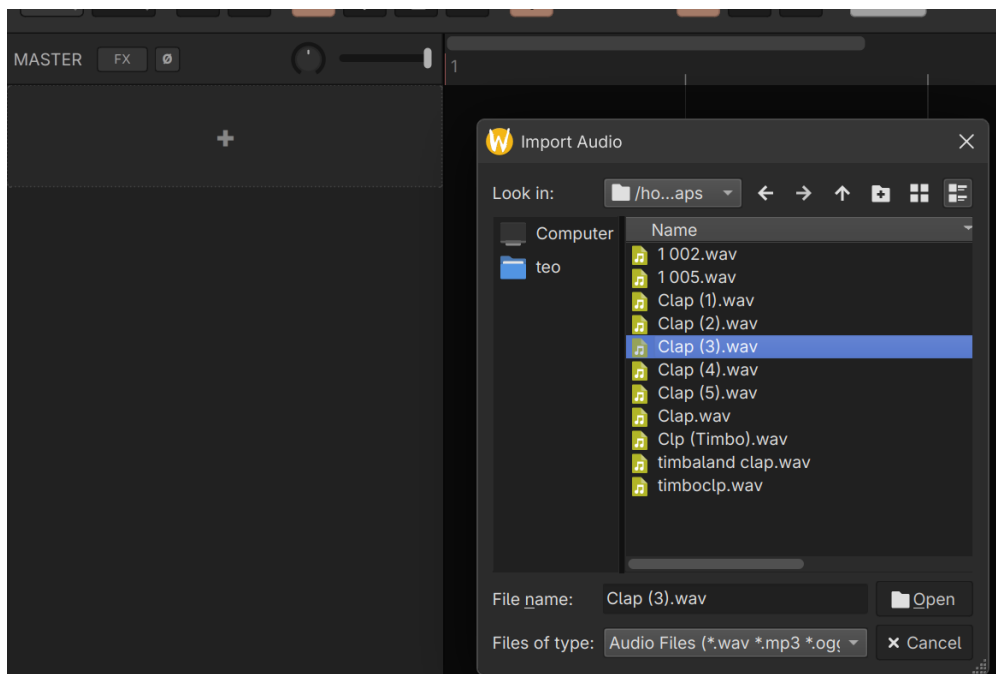 MASTER FX Ø
1
+
W Import Audio
Look in: /ho...aps
Computer
teo
Name
1 002.wav
1 005.wav
Clap (1).wav
Clap (2).wav
Clap (3).wav
Clap (4).wav
Clap (5).wav
Clap.wav
Clp (Timbo).wav
timbaland clap.wav
timboclp.wav
File name: Clap (3).wav Open
Files of type: Audio Files (*.wav *.mp3 *.ogg Cancel